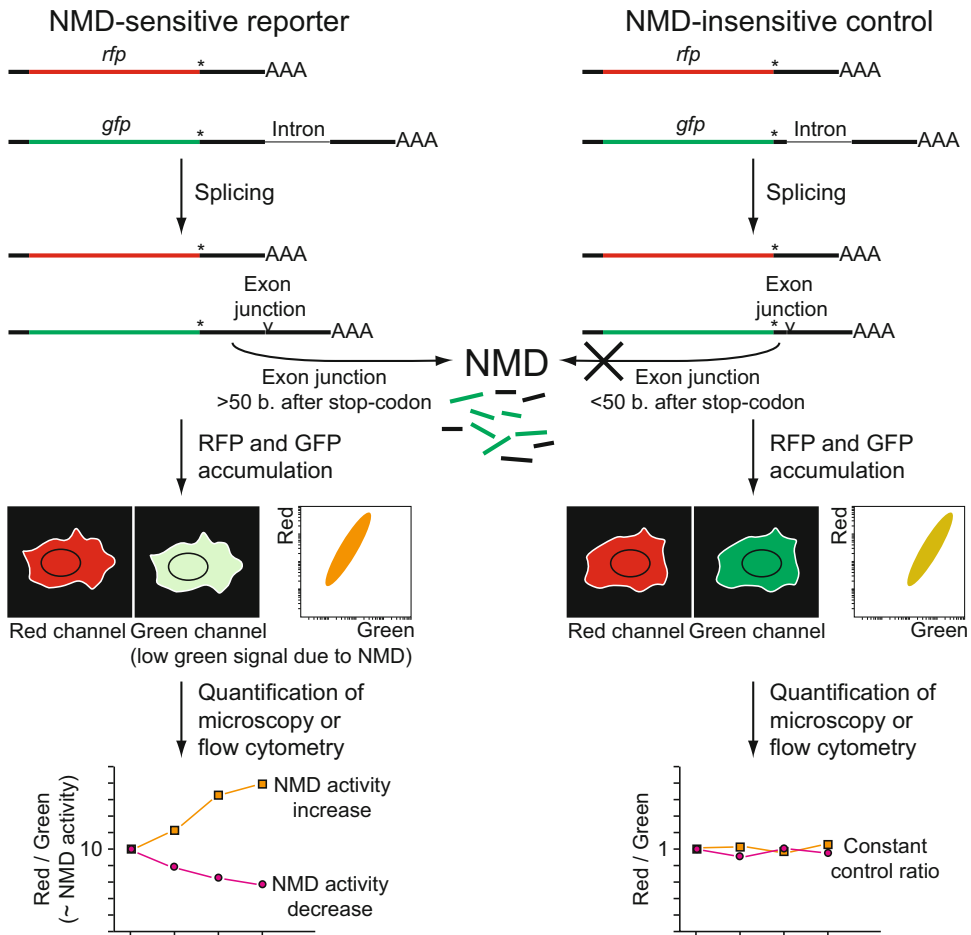 NMD-sensitive reporter
rfp
*
AAA
gfp
*
Intron
AAA
Splicing
*
AAA
Exon
junction
*
AAA
Exon junction
>50 b. after stop-codon
RFP and GFP
accumulation
Red
Green
Red channel
Green channel
(low green signal due to NMD)
Quantification of
microscopy or
flow cytometry
Red / Green
(~ NMD activity)
10
NMD activity
increase
NMD activity
decrease
NMD
NMD-insensitive control
rfp
*
AAA
gfp
*
Intron
AAA
Splicing
*
AAA
Exon
junction
*
AAA
Exon junction
<50 b. after stop-codon
RFP and GFP
accumulation
Red
Green
Red channel
Green channel
Quantification of
microscopy or
flow cytometry
Red / Green
1
Constant
control ratio